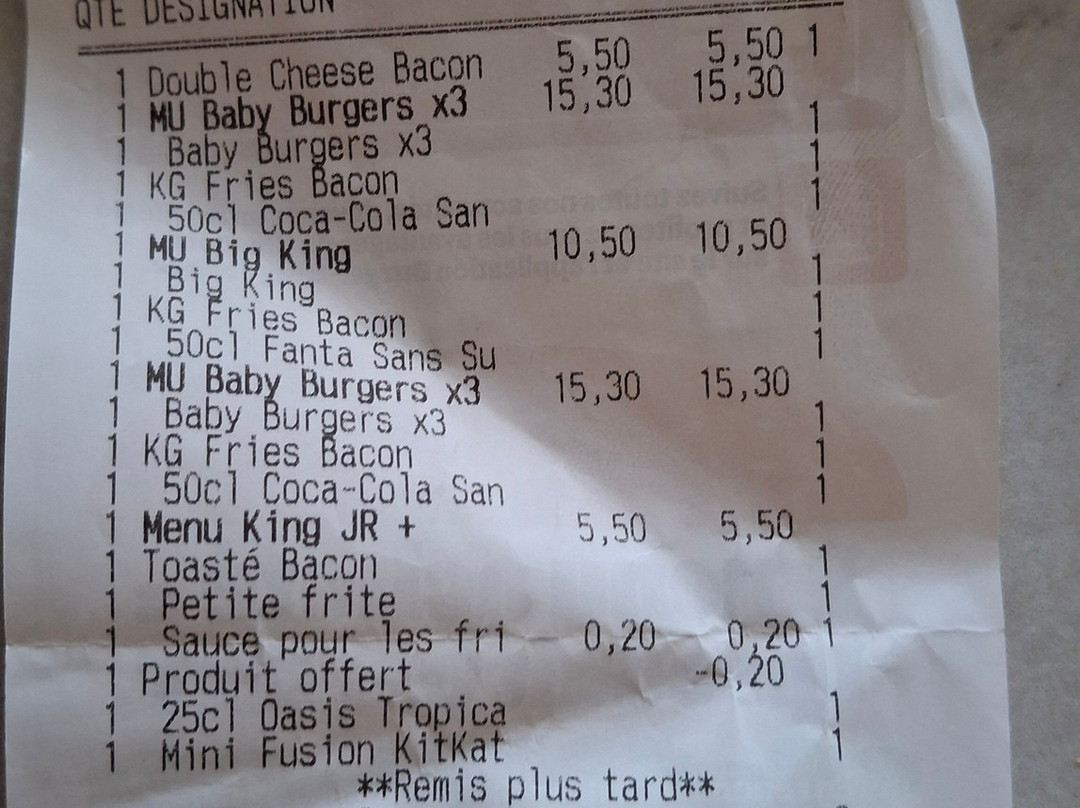 QTE DESIGNATION
1 Double Cheese Bacon 5,50 5,50 1
1 MU Baby Burgers x3 15,30 15,30
1 Baby Burgers x3 1
1 KG Fries Bacon 1
1 50cl Coca-Cola San 1
1 MU Big King 10,50 10,50
1 Big King 1
1 KG Fries Bacon 1
1 50cl Fanta Sans Su 1
1 MU Baby Burgers x3 15,30 15,30
1 Baby Burgers x3 1
1 KG Fries Bacon 1
1 50cl Coca-Cola San 1
1 Menu King JR + 5,50 5,50
1 Toasté Bacon 1
1 Petite frite 1
1 Sauce pour les fri 0,20 0,20 1
1 Produit offert -0,20
1 25cl Oasis Tropica 1
1 Mini Fusion KitKat 1
**Remis plus tard**